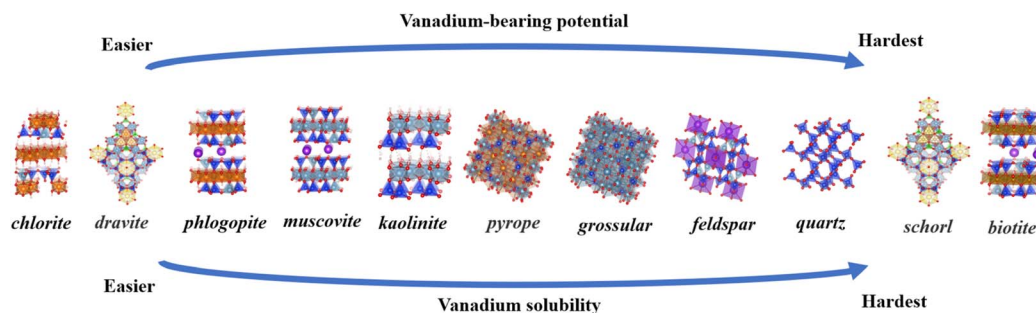 Vanadium-bearing potential
Easier
Hardest
chlorite dravite phlogopite muscovite kaolinite pyrope grossular feldspar quartz schorl biotite
Easier
Hardest
Vanadium solubility